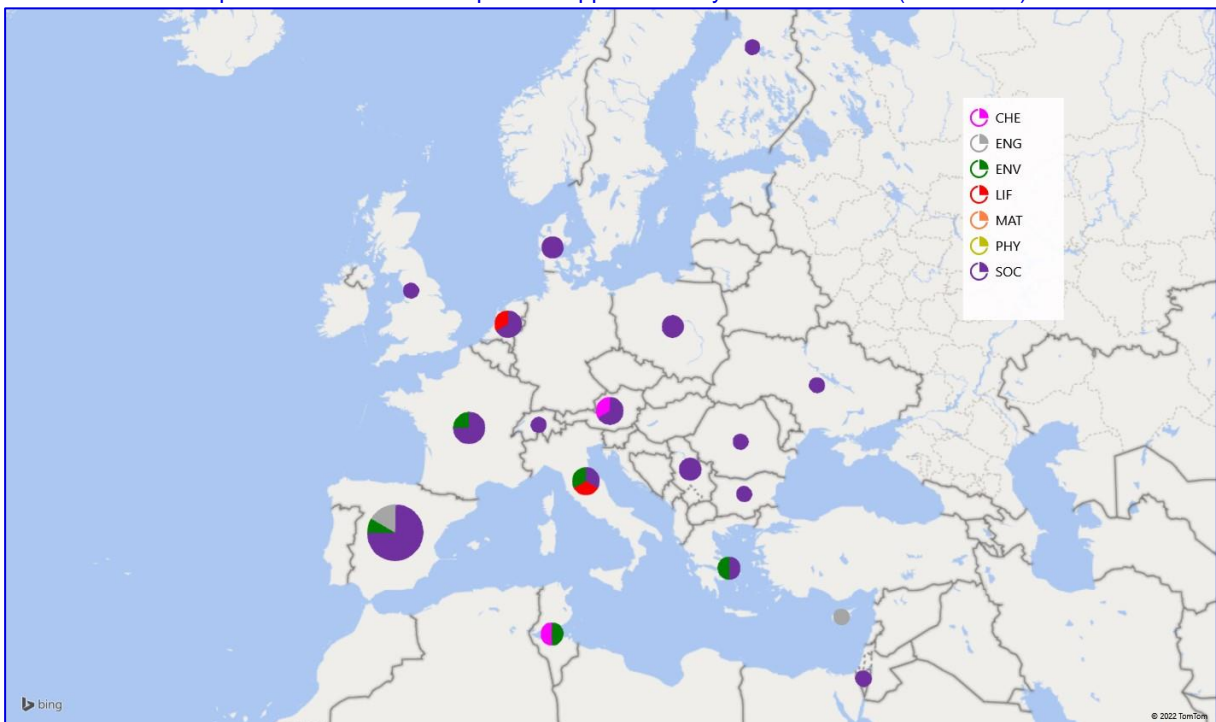 CHE
ENG
ENV
LIF
MAT
PHY
SOC
bing
© 2022 TomTom